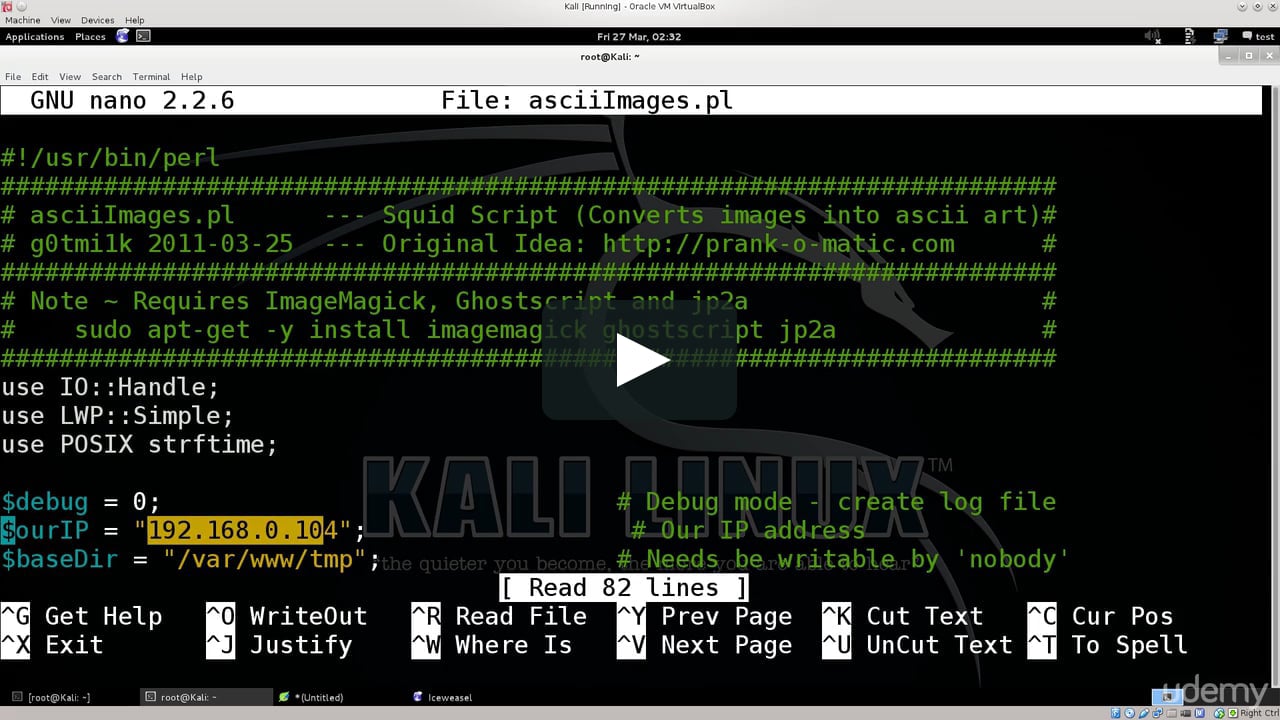 Kali [Running] - Oracle VM VirtualBox
Machine View Devices Help
Applications Places Fri 27 Mar, 02:32 test
root@Kali: ~
File Edit View Search Terminal Help
GNU nano 2.2.6 File: asciiImages.pl
#!/usr/bin/perl
########################################################################
# asciiImages.pl      --- Squid Script (Converts images into ascii art)#
# g0tmi1k 2011-03-25  --- Original Idea: http://prank-o-matic.com      #
########################################################################
# Note ~ Requires ImageMagick, Ghostscript and jp2a                    #
#    sudo apt-get -y install imagemagick ghostscript jp2a              #
########################################################################
use IO::Handle;
use LWP::Simple;
use POSIX strftime;
KALI LINUX™
$debug = 0;                               # Debug mode - create log file
$ourIP = "192.168.0.104";                  # Our IP address
$baseDir = "/var/www/tmp";                # Needs be writable by 'nobody'
"the quieter you become, the more you are able to hear"
[ Read 82 lines ]
^G Get Help ^O WriteOut ^R Read File ^Y Prev Page ^K Cut Text ^C Cur Pos
^X Exit ^J Justify ^W Where Is ^V Next Page ^U UnCut Text ^T To Spell
[root@Kali: ~] root@Kali: ~ *(Untitled) Iceweasel
udemy
Right Ctrl